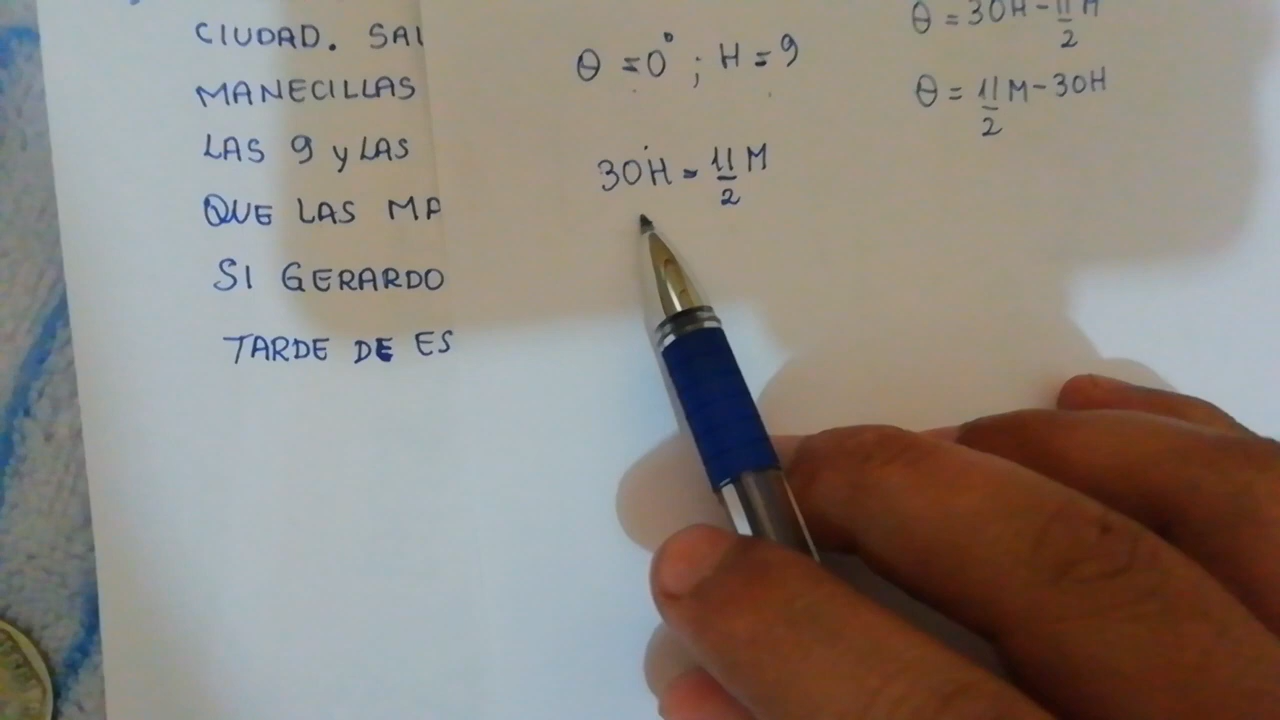 CIUDAD. SAL
MANECILLAS
LAS 9 y LAS
QUE LAS MA
SI GERARDO
TARDE DE ES
θ = 0° ; H = 9
30H = 11/2 M
θ = 30H - 11/2 M
θ = 11/2 M - 30H